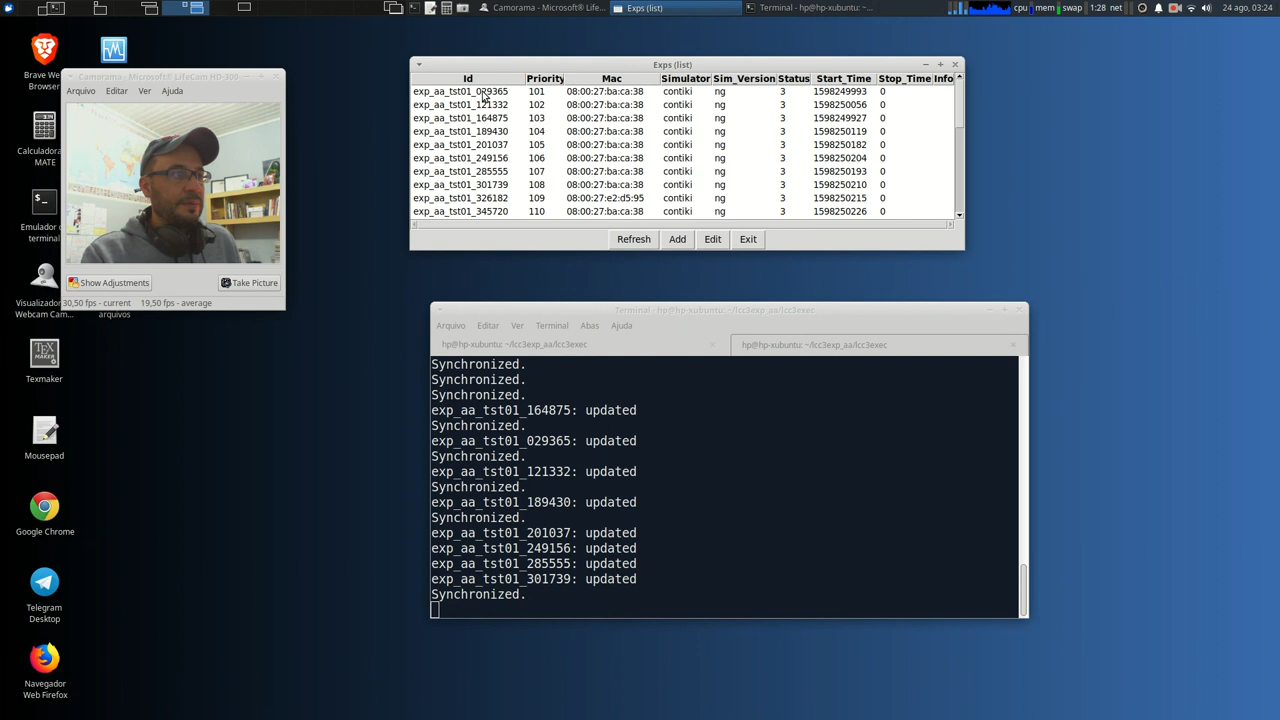 Camorama - Microsoft® Life...
Exps (list)
Terminal - hp@hp-xubuntu: ~...
cpu
mem
swap
1:28
net
24 ago, 03:24
Brave Web
Browser
Calculadora
MATE
Emulador de
terminal
Visualizador
Webcam Cam...
arquivos
Texmaker
Mousepad
Google Chrome
Telegram
Desktop
Navegador
Web Firefox
Camorama - Microsoft® LifeCam HD-300
Arquivo Editar Ver Ajuda
Show Adjustments
Take Picture
30,50 fps - current 19,50 fps - average
Exps (list)
Id Priority Mac Simulator Sim_Version Status Start_Time Stop_Time Info
exp_aa_tst01_029365 101 08:00:27:ba:ca:38 contiki ng 3 1598249993 0
exp_aa_tst01_121332 102 08:00:27:ba:ca:38 contiki ng 3 1598250056 0
exp_aa_tst01_164875 103 08:00:27:ba:ca:38 contiki ng 3 1598249927 0
exp_aa_tst01_189430 104 08:00:27:ba:ca:38 contiki ng 3 1598250119 0
exp_aa_tst01_201037 105 08:00:27:ba:ca:38 contiki ng 3 1598250182 0
exp_aa_tst01_249156 106 08:00:27:ba:ca:38 contiki ng 3 1598250204 0
exp_aa_tst01_285555 107 08:00:27:ba:ca:38 contiki ng 3 1598250193 0
exp_aa_tst01_301739 108 08:00:27:ba:ca:38 contiki ng 3 1598250210 0
exp_aa_tst01_326182 109 08:00:27:e2:d5:95 contiki ng 3 1598250215 0
exp_aa_tst01_345720 110 08:00:27:ba:ca:38 contiki ng 3 1598250226 0
Refresh Add Edit Exit
Terminal - hp@hp-xubuntu: ~/lcc3exp_aa/lcc3exec
Arquivo Editar Ver Terminal Abas Ajuda
hp@hp-xubuntu: ~/lcc3exp_aa/lcc3exec
hp@hp-xubuntu: ~/lcc3exp_aa/lcc3exec
Synchronized.
Synchronized.
Synchronized.
exp_aa_tst01_164875: updated
Synchronized.
exp_aa_tst01_029365: updated
Synchronized.
exp_aa_tst01_121332: updated
Synchronized.
exp_aa_tst01_189430: updated
Synchronized.
exp_aa_tst01_201037: updated
exp_aa_tst01_249156: updated
exp_aa_tst01_285555: updated
exp_aa_tst01_301739: updated
Synchronized.